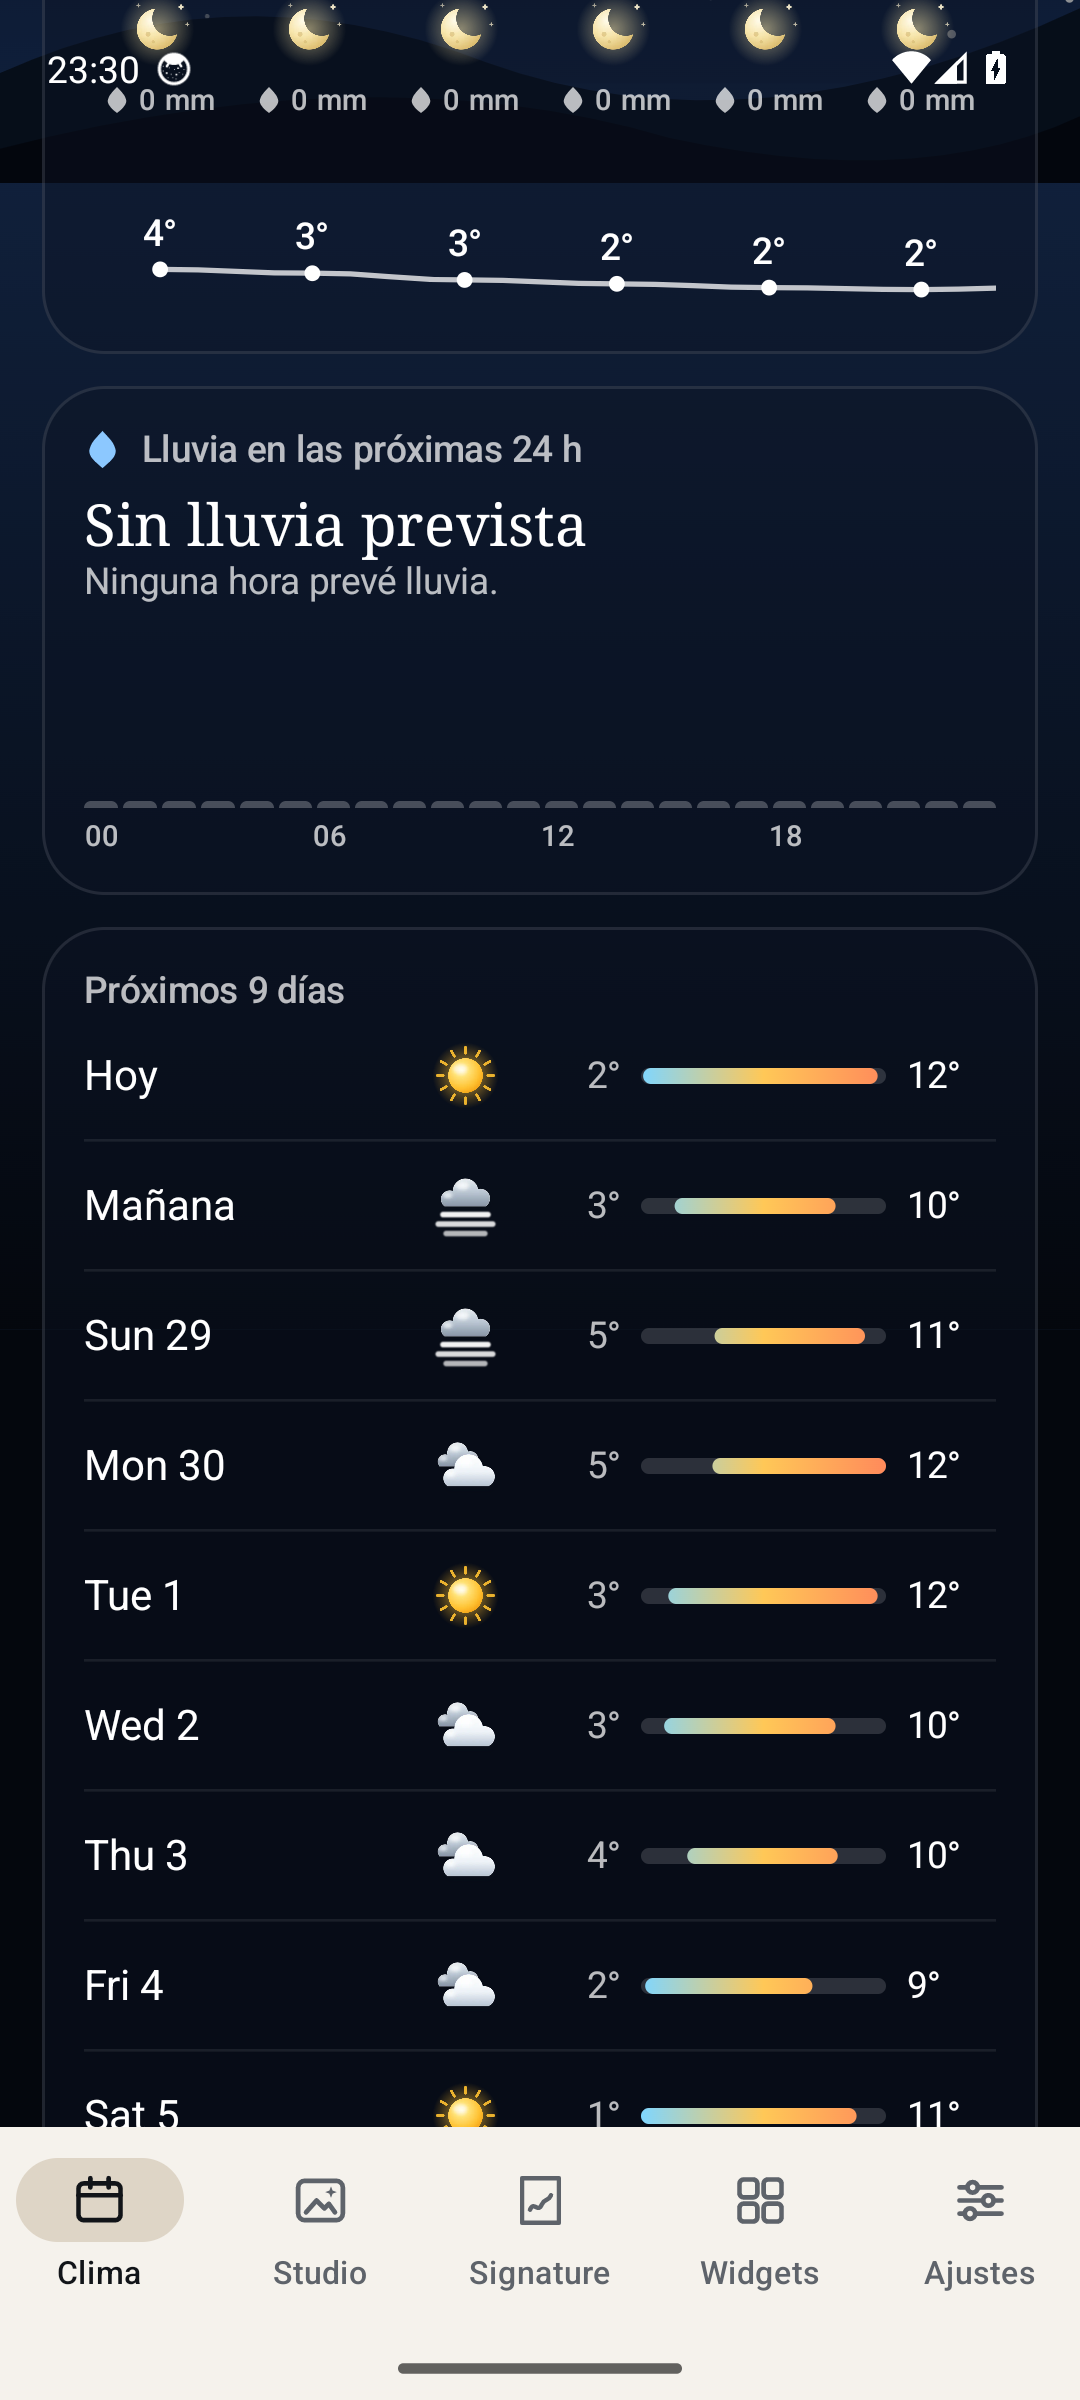 23:30
0 mm 0 mm 0 mm 0 mm 0 mm 0 mm
4° 3° 3° 2° 2° 2°
Lluvia en las próximas 24 h
Sin lluvia prevista
Ninguna hora prevé lluvia.
00 06 12 18
Próximos 9 días
Hoy 2° 12°
Mañana 3° 10°
Sun 29 5° 11°
Mon 30 5° 12°
Tue 1 3° 12°
Wed 2 3° 10°
Thu 3 4° 10°
Fri 4 2° 9°
Sat 5 1° 11°
Clima Studio Signature Widgets Ajustes